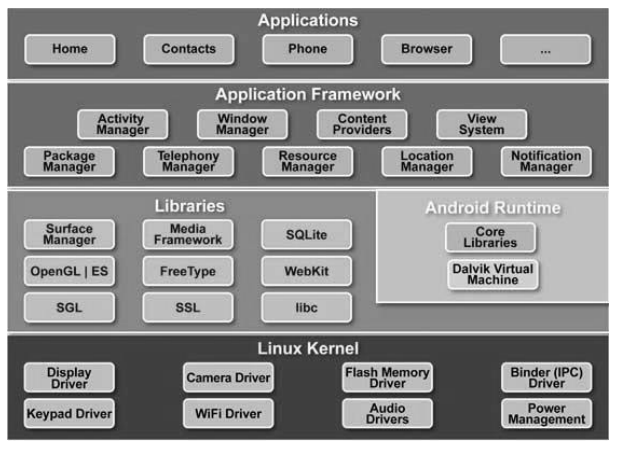 Applications
Home
Contacts
Phone
Browser
...
Application Framework
Activity
Manager
Window
Manager
Content
Providers
View
System
Package
Manager
Telephony
Manager
Resource
Manager
Location
Manager
Notification
Manager
Libraries
Surface
Manager
Media
Framework
SQLite
OpenGL | ES
FreeType
WebKit
SGL
SSL
libc
Android Runtime
Core
Libraries
Dalvik Virtual
Machine
Linux Kernel
Display
Driver
Camera Driver
Flash Memory
Driver
Binder (IPC)
Driver
Keypad Driver
WiFi Driver
Audio
Drivers
Power
Management